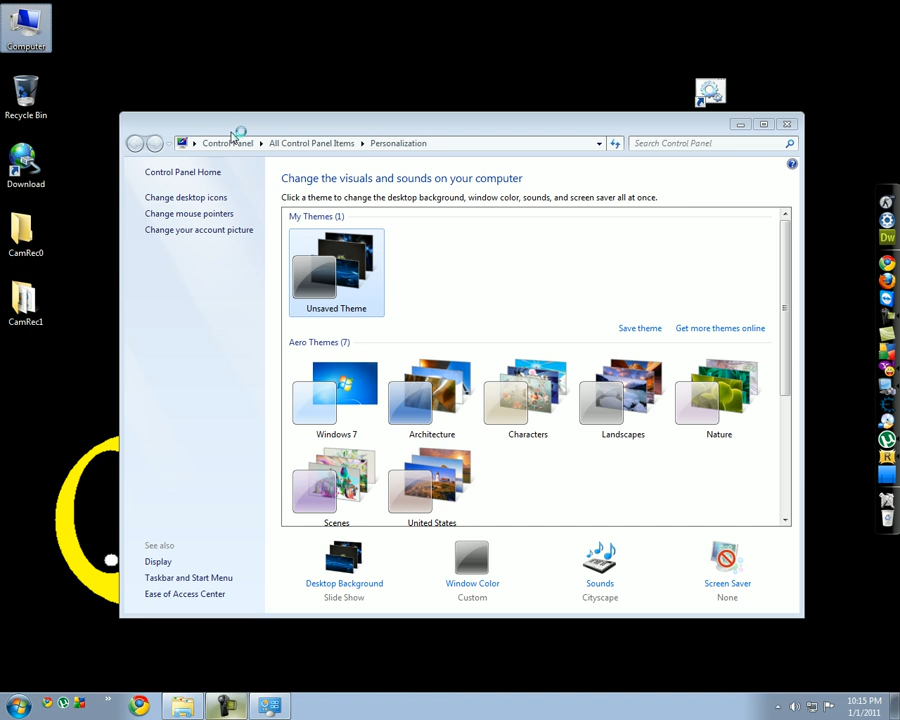 Computer
Recycle Bin
Download
CamRec0
CamRec1
Control Panel
All Control Panel Items
Personalization
Search Control Panel
Control Panel Home
Change desktop icons
Change mouse pointers
Change your account picture
See also
Display
Taskbar and Start Menu
Ease of Access Center
Change the visuals and sounds on your computer
Click a theme to change the desktop background, window color, sounds, and screen saver all at once.
My Themes (1)
Unsaved Theme
Save theme
Get more themes online
Aero Themes (7)
Windows 7
Architecture
Characters
Landscapes
Nature
Scenes
United States
Desktop Background
Slide Show
Window Color
Custom
Sounds
Cityscape
Screen Saver
None
Dw
R
10:15 PM
1/1/2011